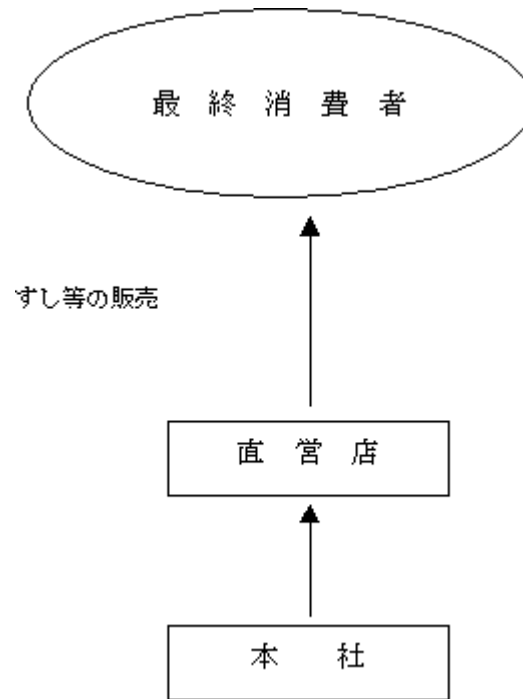 最 終 消 費 者
すし等の販売
直 営 店
本 社